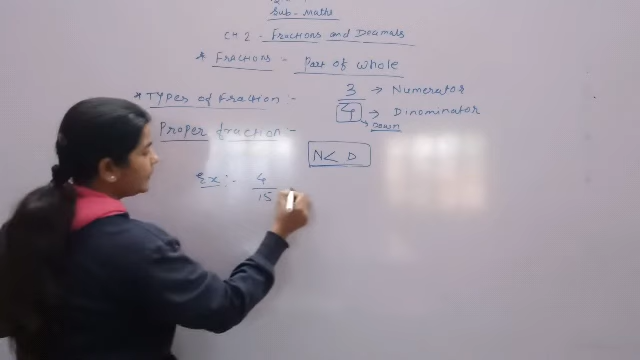 Sub- Maths
CH 2 - Fractions and Decimals
* Fractions - Part of whole
* Types of Fraction :-
3 → Numerator
4 → Dinominator
Down
Proper fraction :-
N < D
Ex :- 4/15